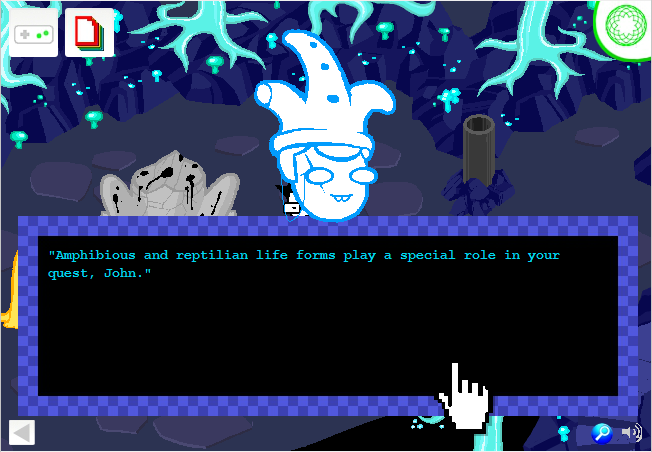 "Amphibious and reptilian life forms play a special role in your
quest, John."